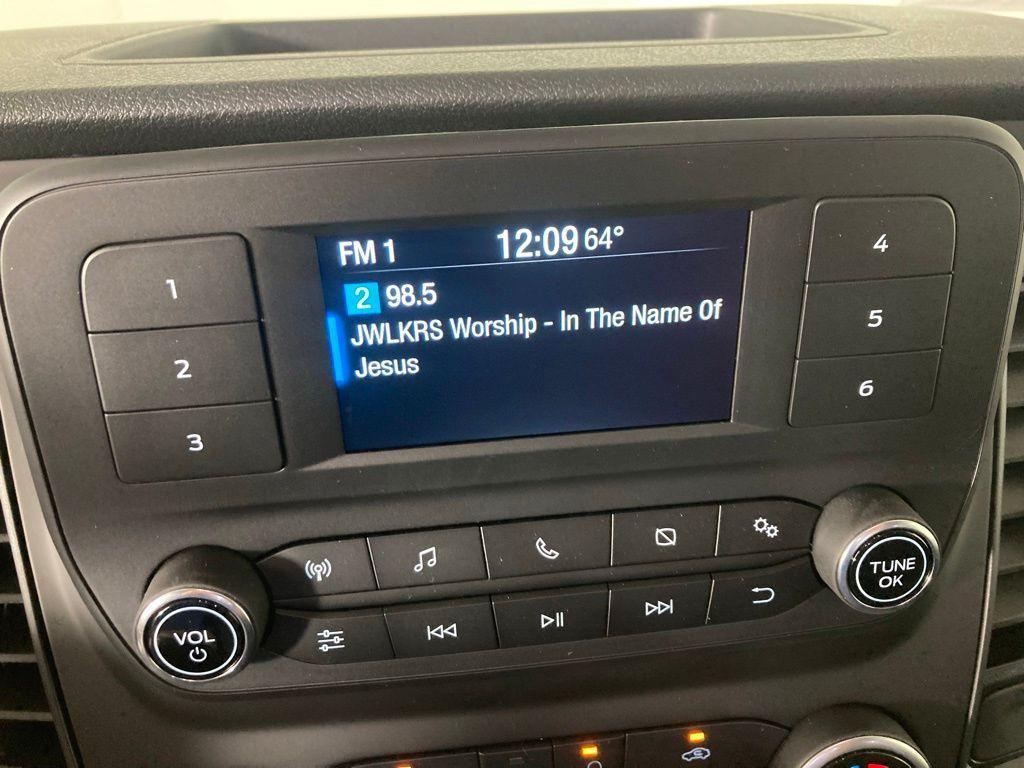 FM 1 12:09 64°
2 98.5
JWLKRS Worship - In The Name Of
Jesus
1
2
3
4
5
6
VOL
TUNE
OK